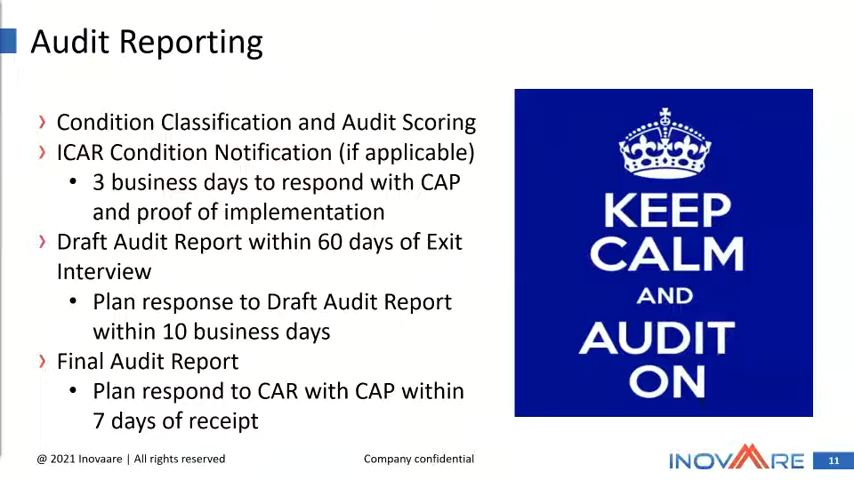 Audit Reporting
› Condition Classification and Audit Scoring
› ICAR Condition Notification (if applicable)
• 3 business days to respond with CAP
and proof of implementation
› Draft Audit Report within 60 days of Exit
Interview
• Plan response to Draft Audit Report
within 10 business days
› Final Audit Report
• Plan respond to CAR with CAP within
7 days of receipt
KEEP
CALM
AND
AUDIT
ON
@ 2021 Inovaare | All rights reserved
Company confidential
INOVAARE
11